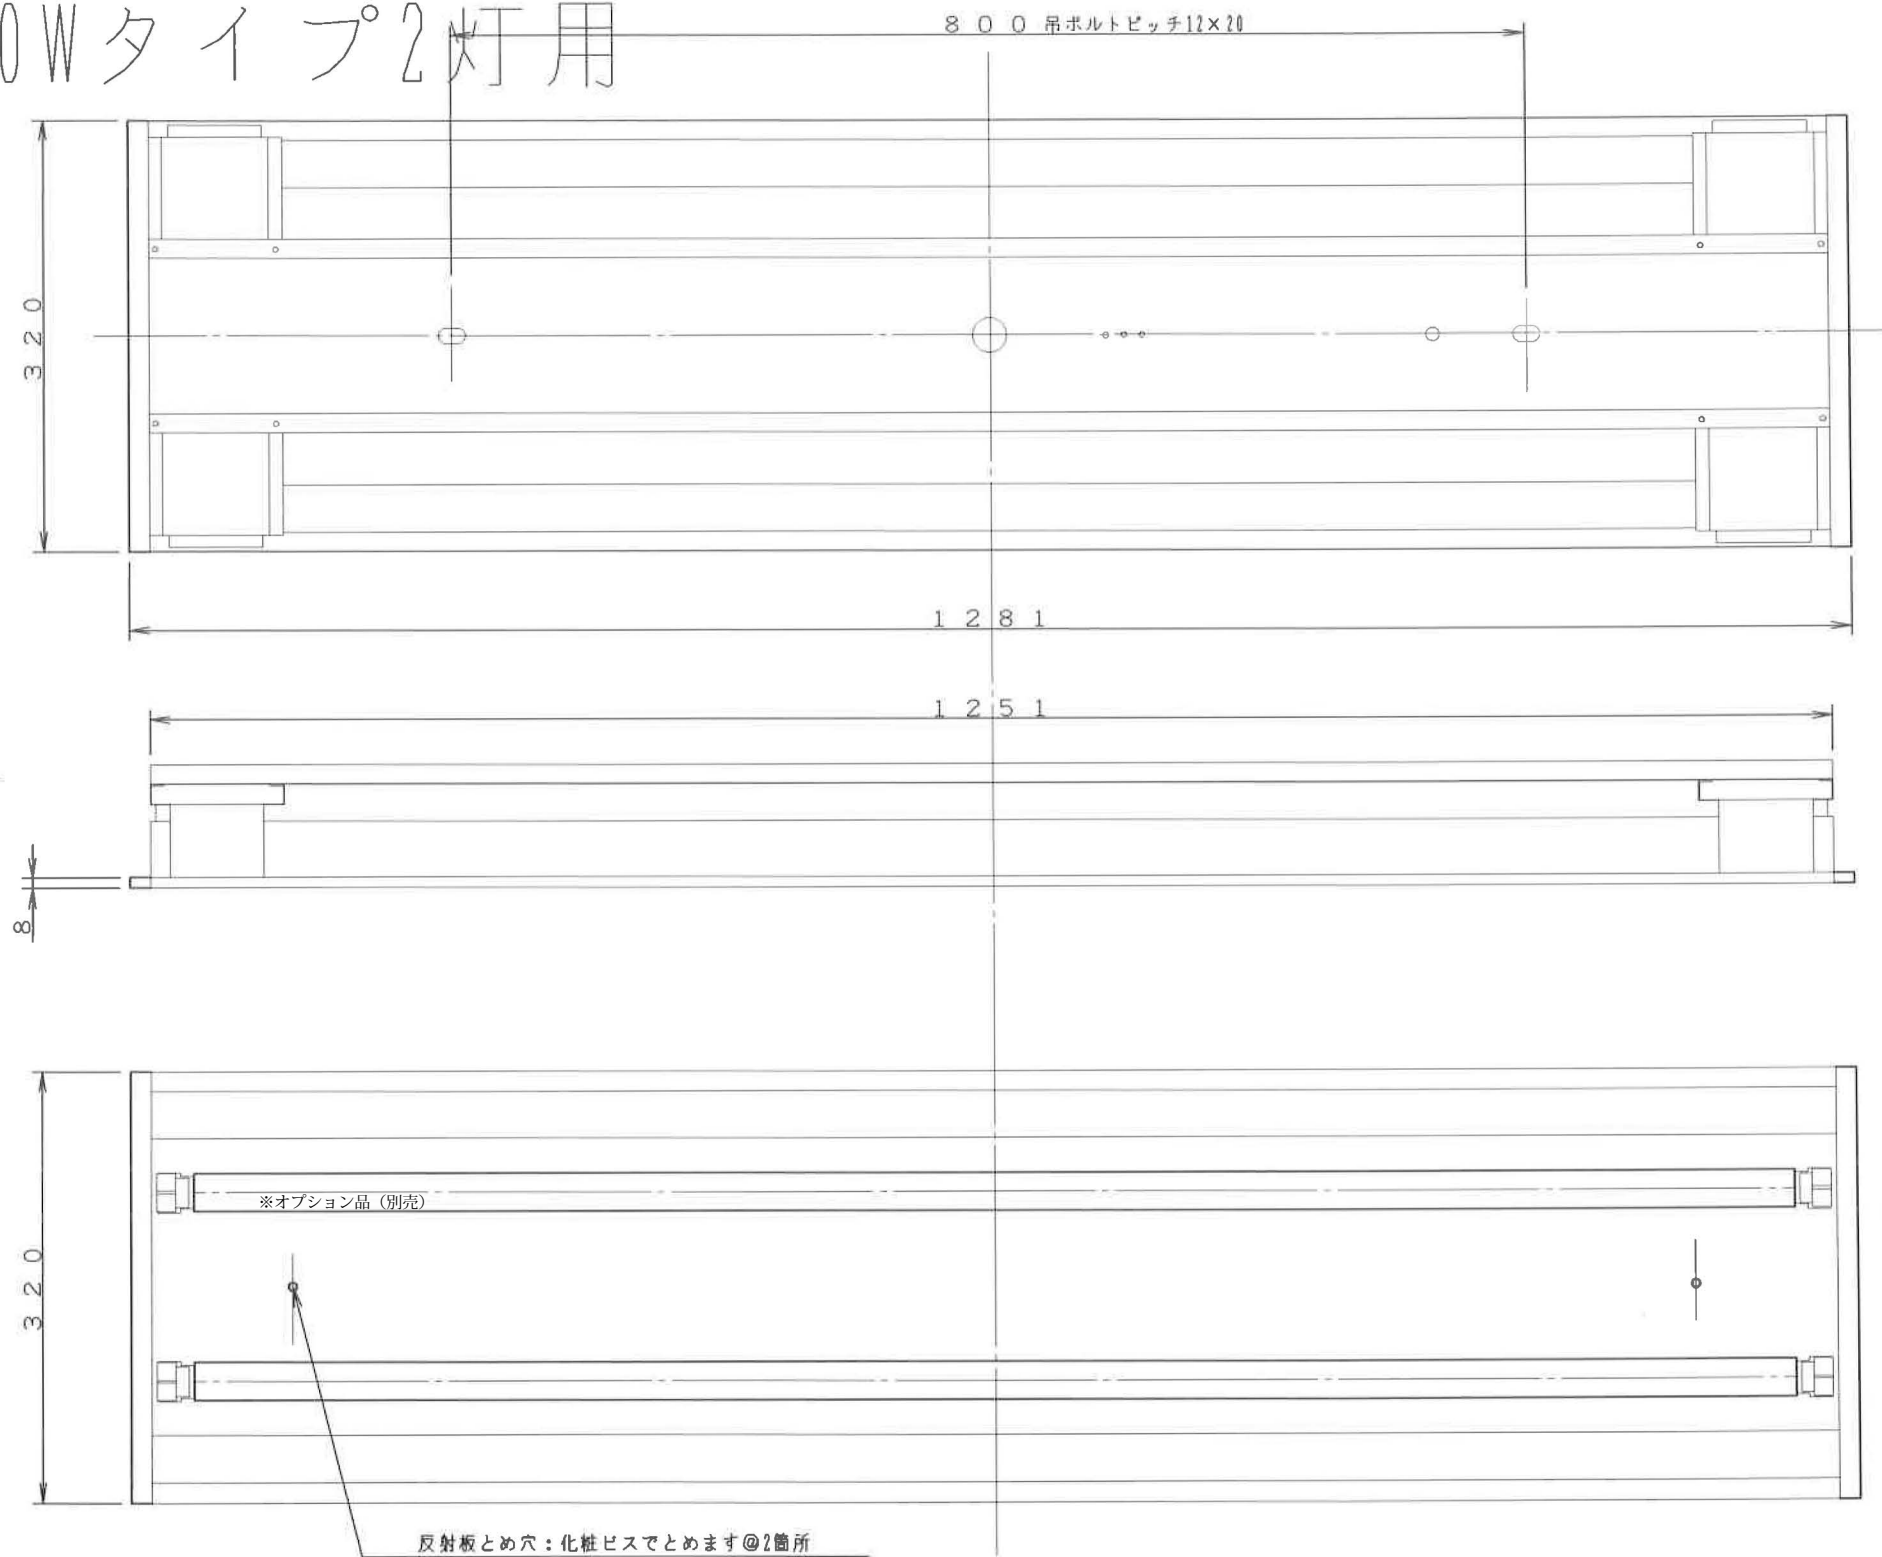 0Wタイプ2灯用
800 吊ボルトピッチ12×20
320
1281
1251
8
※オプション品（別売）
320
反射板とめ穴：化粧ビスでとめます@2箇所